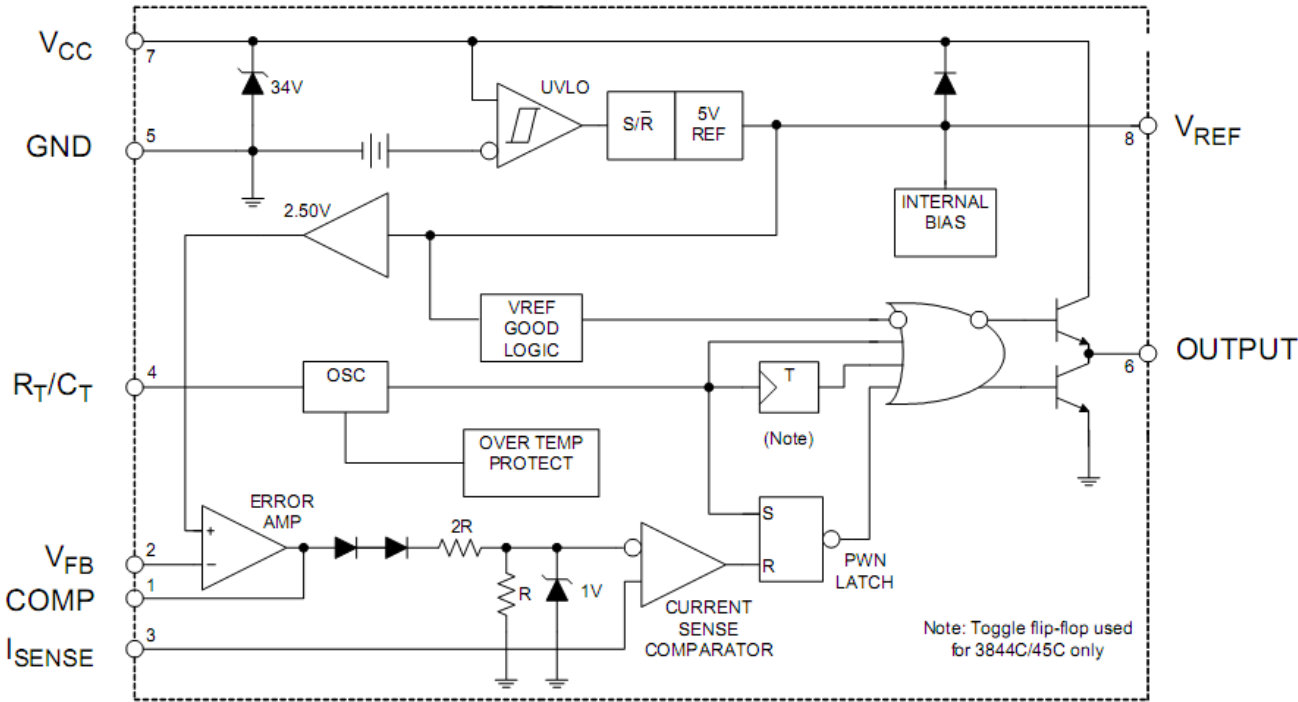 VCC
7
34V
UVLO
S/R̅
5V
REF
GND
5
VREF
8
2.50V
INTERNAL
BIAS
VREF
GOOD
LOGIC
OUTPUT
6
RT/CT
4
OSC
T
(Note)
OVER TEMP
PROTECT
ERROR
AMP
+
−
VFB
2
COMP
1
ISENSE
3
2R
R
1V
CURRENT
SENSE
COMPARATOR
S
R
PWN
LATCH
Note: Toggle flip-flop used
for 3844C/45C only